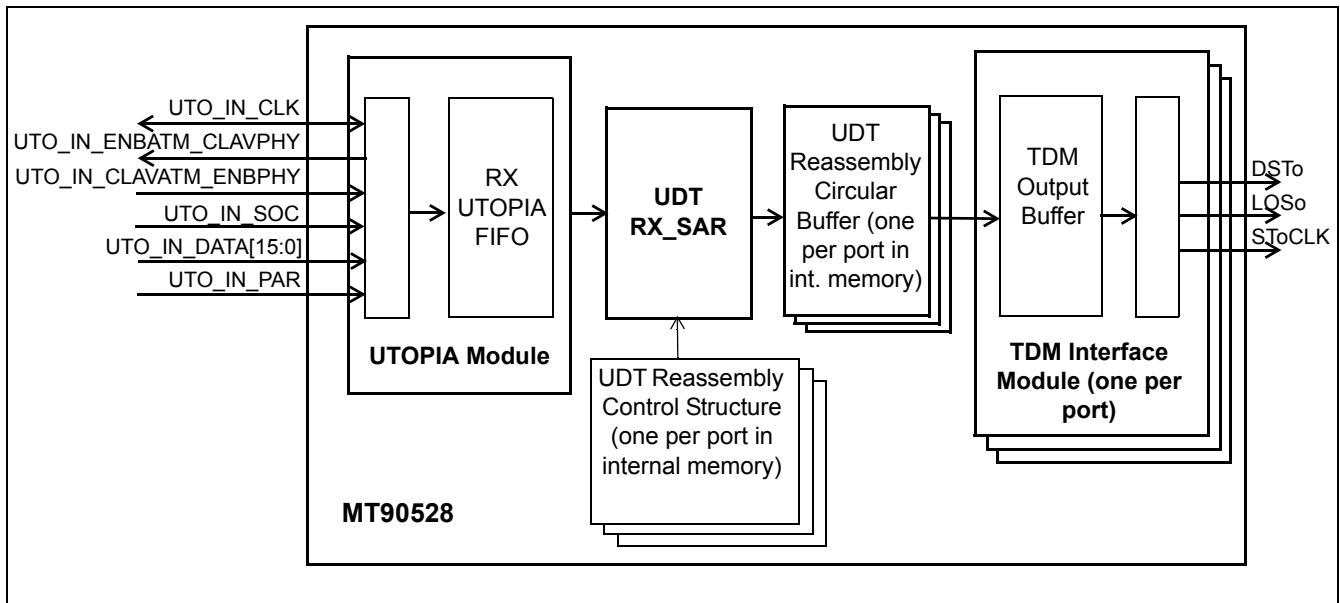 UTO_IN_CLK
UTO_IN_ENBATM_CLAVPHY
UTO_IN_CLAVATM_ENBPHY
UTO_IN_SOC
UTO_IN_DATA[15:0]
UTO_IN_PAR
RX
UTOPIA
FIFO
UTOPIA Module
UDT
RX_SAR
UDT Reassembly
Control Structure
(one per port in
internal memory)
UDT
Reassembly
Circular
Buffer (one
per port in
int. memory)
TDM
Output
Buffer
TDM Interface
Module (one per
port)
DSTo
LOSo
SToCLK
MT90528